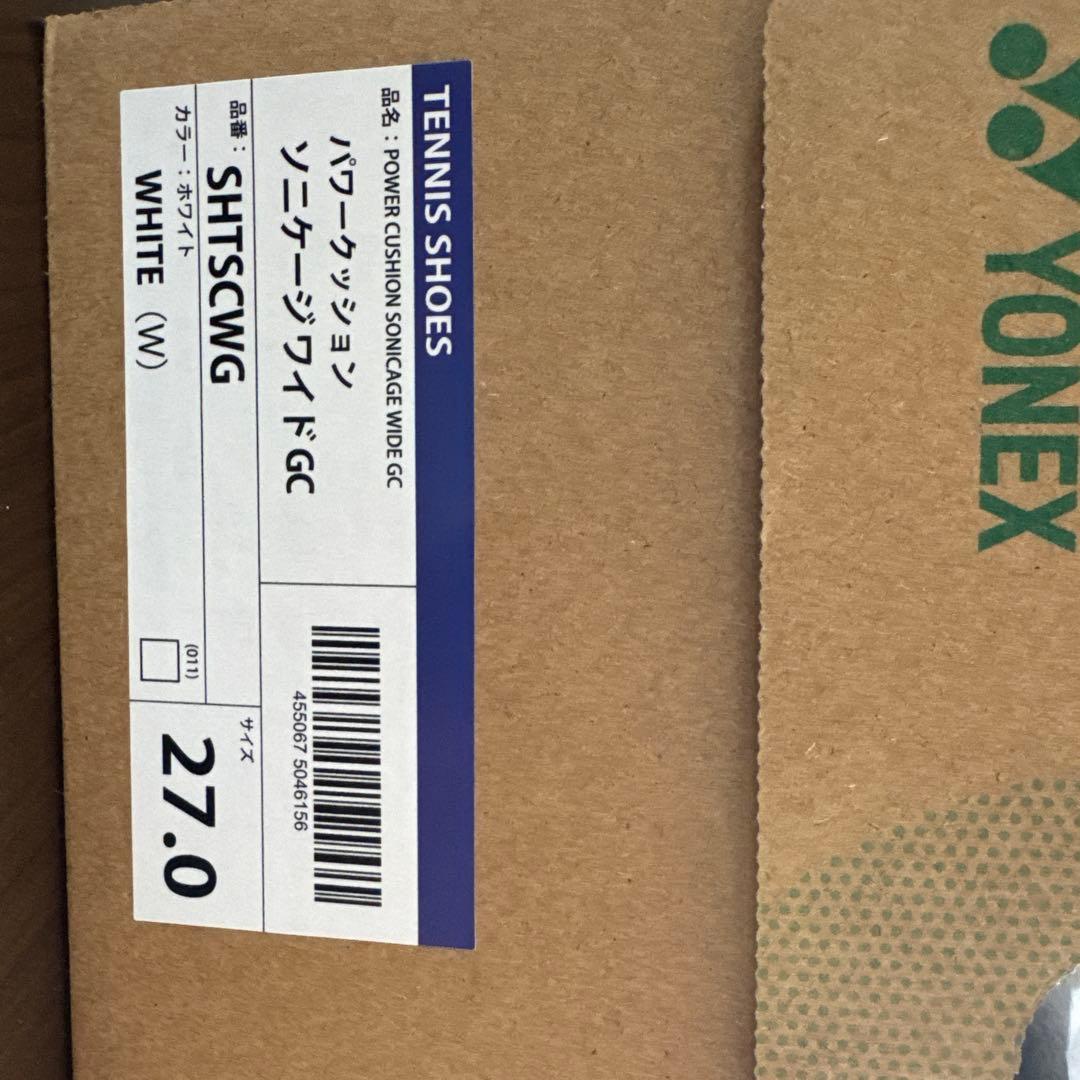 YONEX
TENNIS SHOES
品名：POWER CUSHION SONICAGE WIDE GC
パワークッション
ソニケージワイドGC
4550675046156
品番：SHTSCWG
カラー：ホワイト
WHITE（W）
(011)
サイズ
27.0